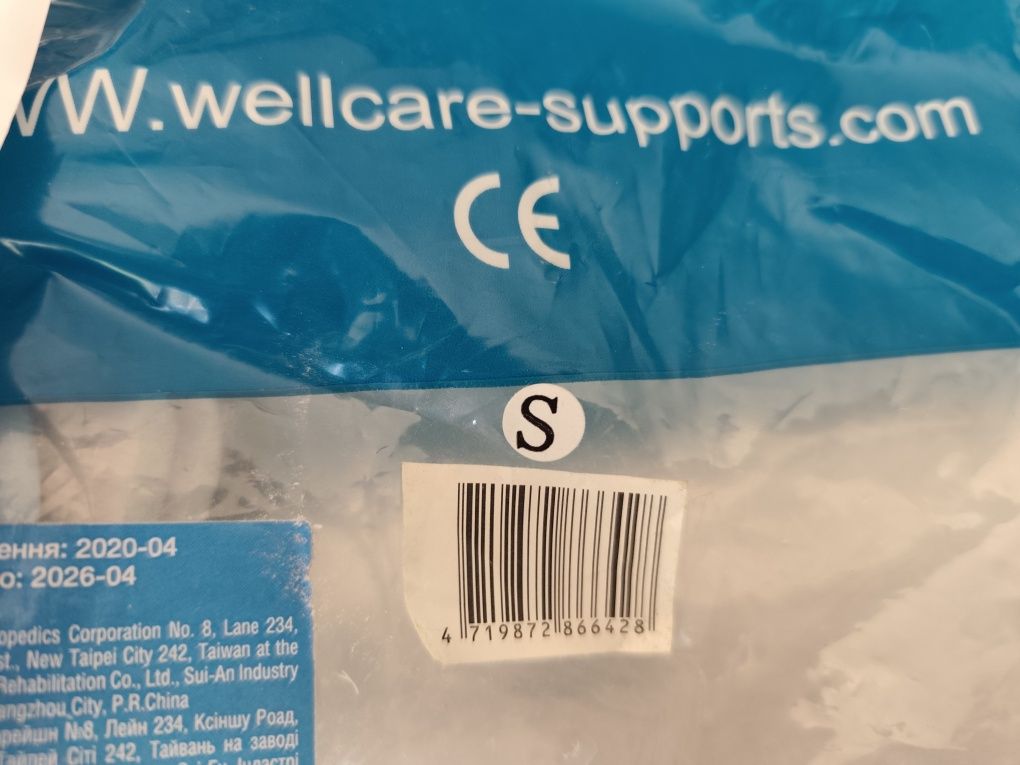 WW.wellcare-supports.com
CE
S
4 719872 866428
ення: 2020-04
о: 2026-04
opedics Corporation No. 8, Lane 234,
st., New Taipei City 242, Taiwan at the
Rehabilitation Co., Ltd., Sui-An Industry
angzhou City, P.R.China
рейшн №8, Лейн 234, Ксіншу Роад,
Тайпей Сіті 242, Тайвань на заводі
Індастрі